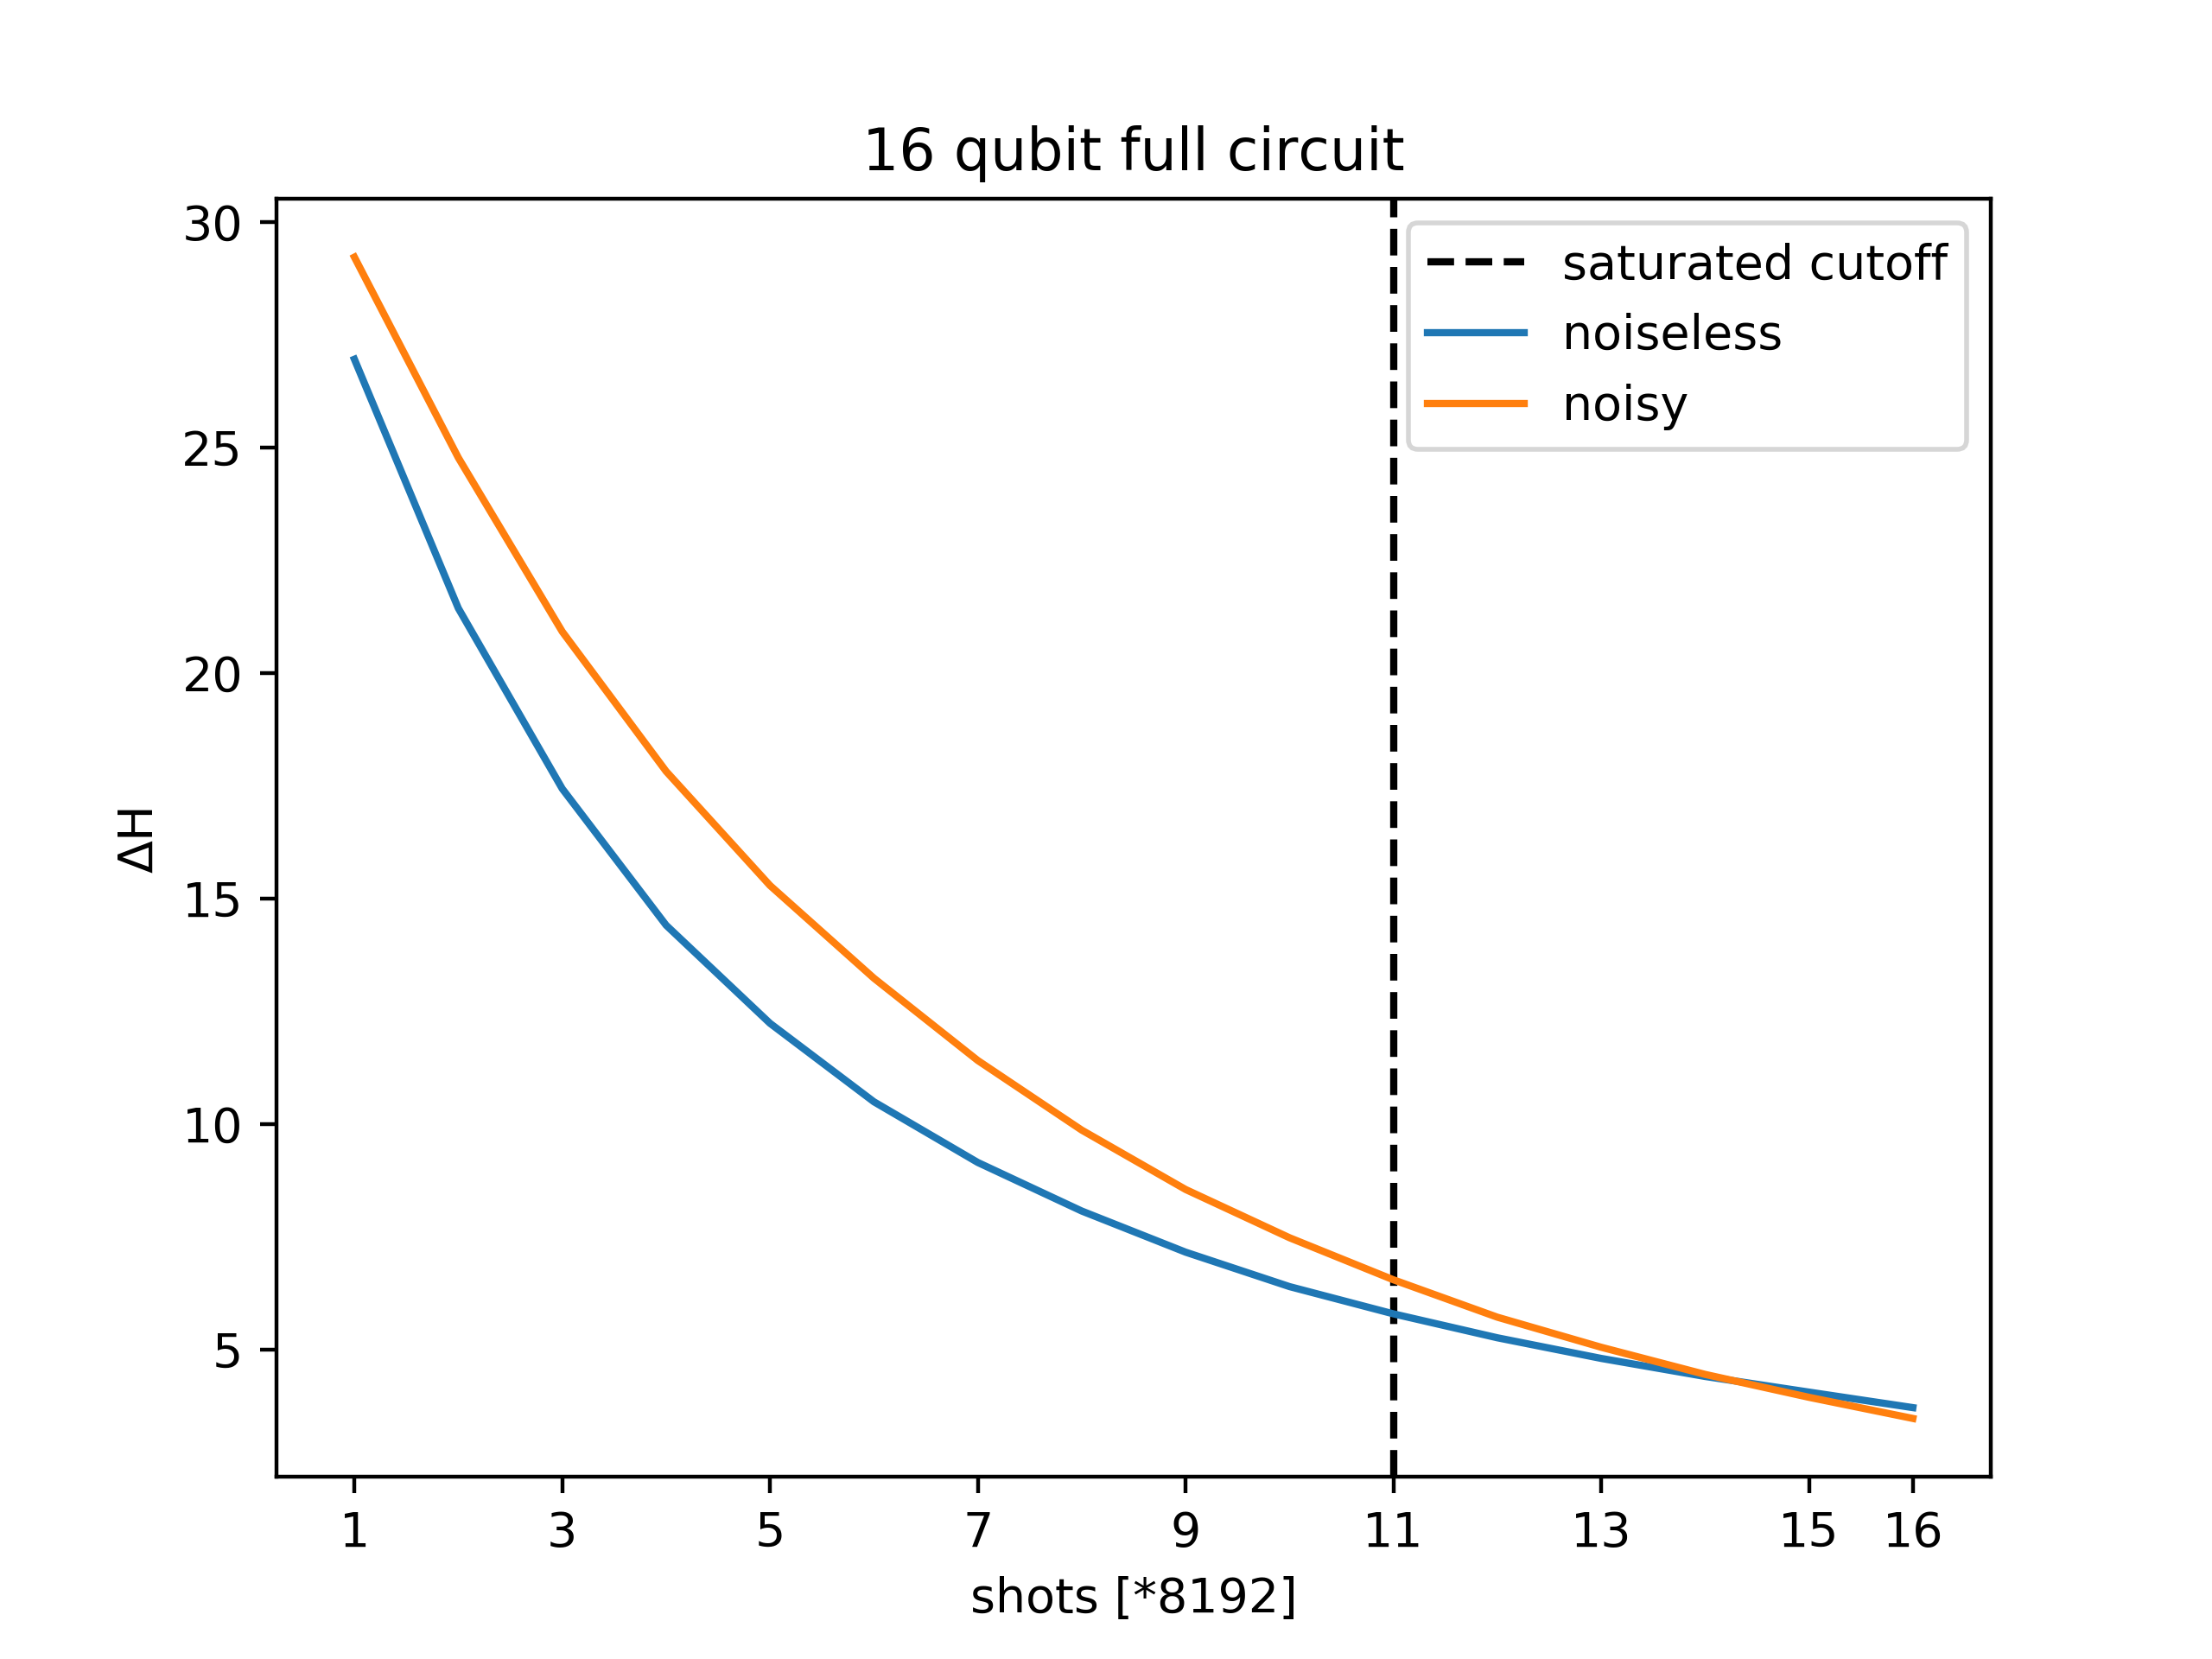 16 qubit full circuit
30
25
20
15
10
5
ΔH
saturated cutoff
noiseless
noisy
1 3 5 7 9 11 13 15 16
shots [*8192]